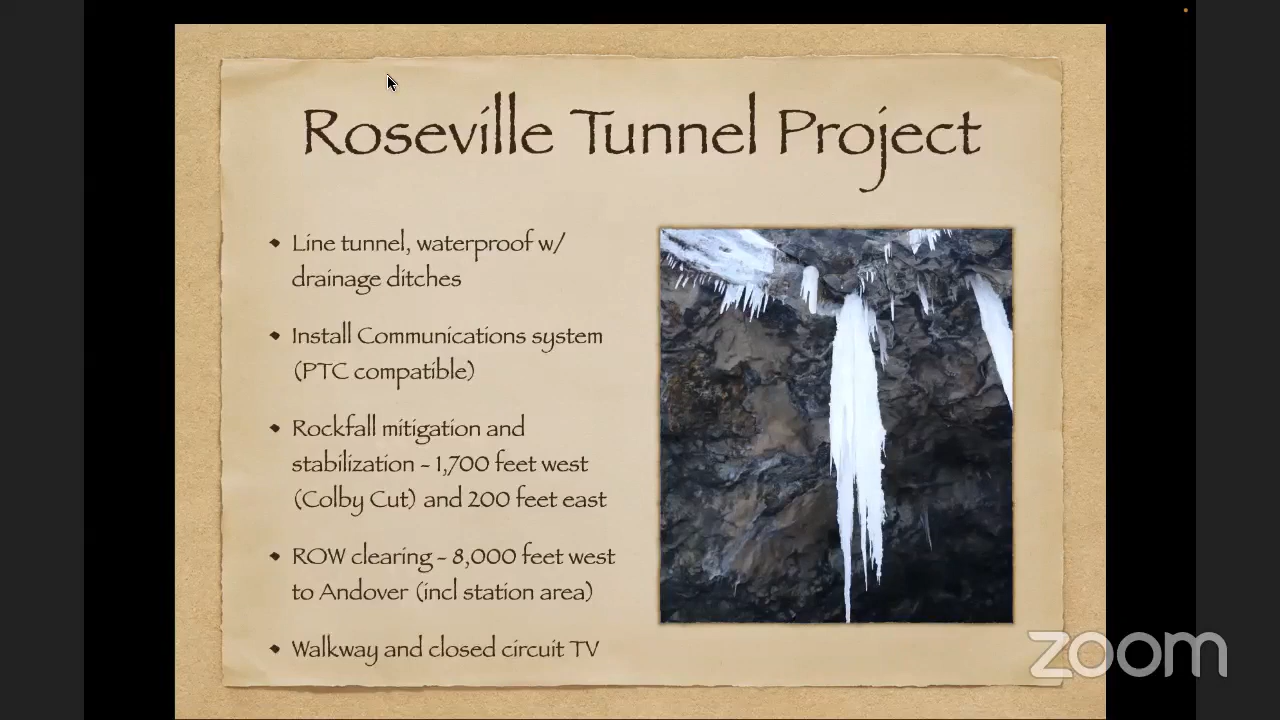 Roseville Tunnel Project
• Line tunnel, waterproof w/
drainage ditches
• Install Communications system
(PTC compatible)
• Rockfall mitigation and
stabilization - 1,700 feet west
(Colby Cut) and 200 feet east
• ROW clearing - 8,000 feet west
to Andover (incl station area)
• Walkway and closed circuit TV
zoom